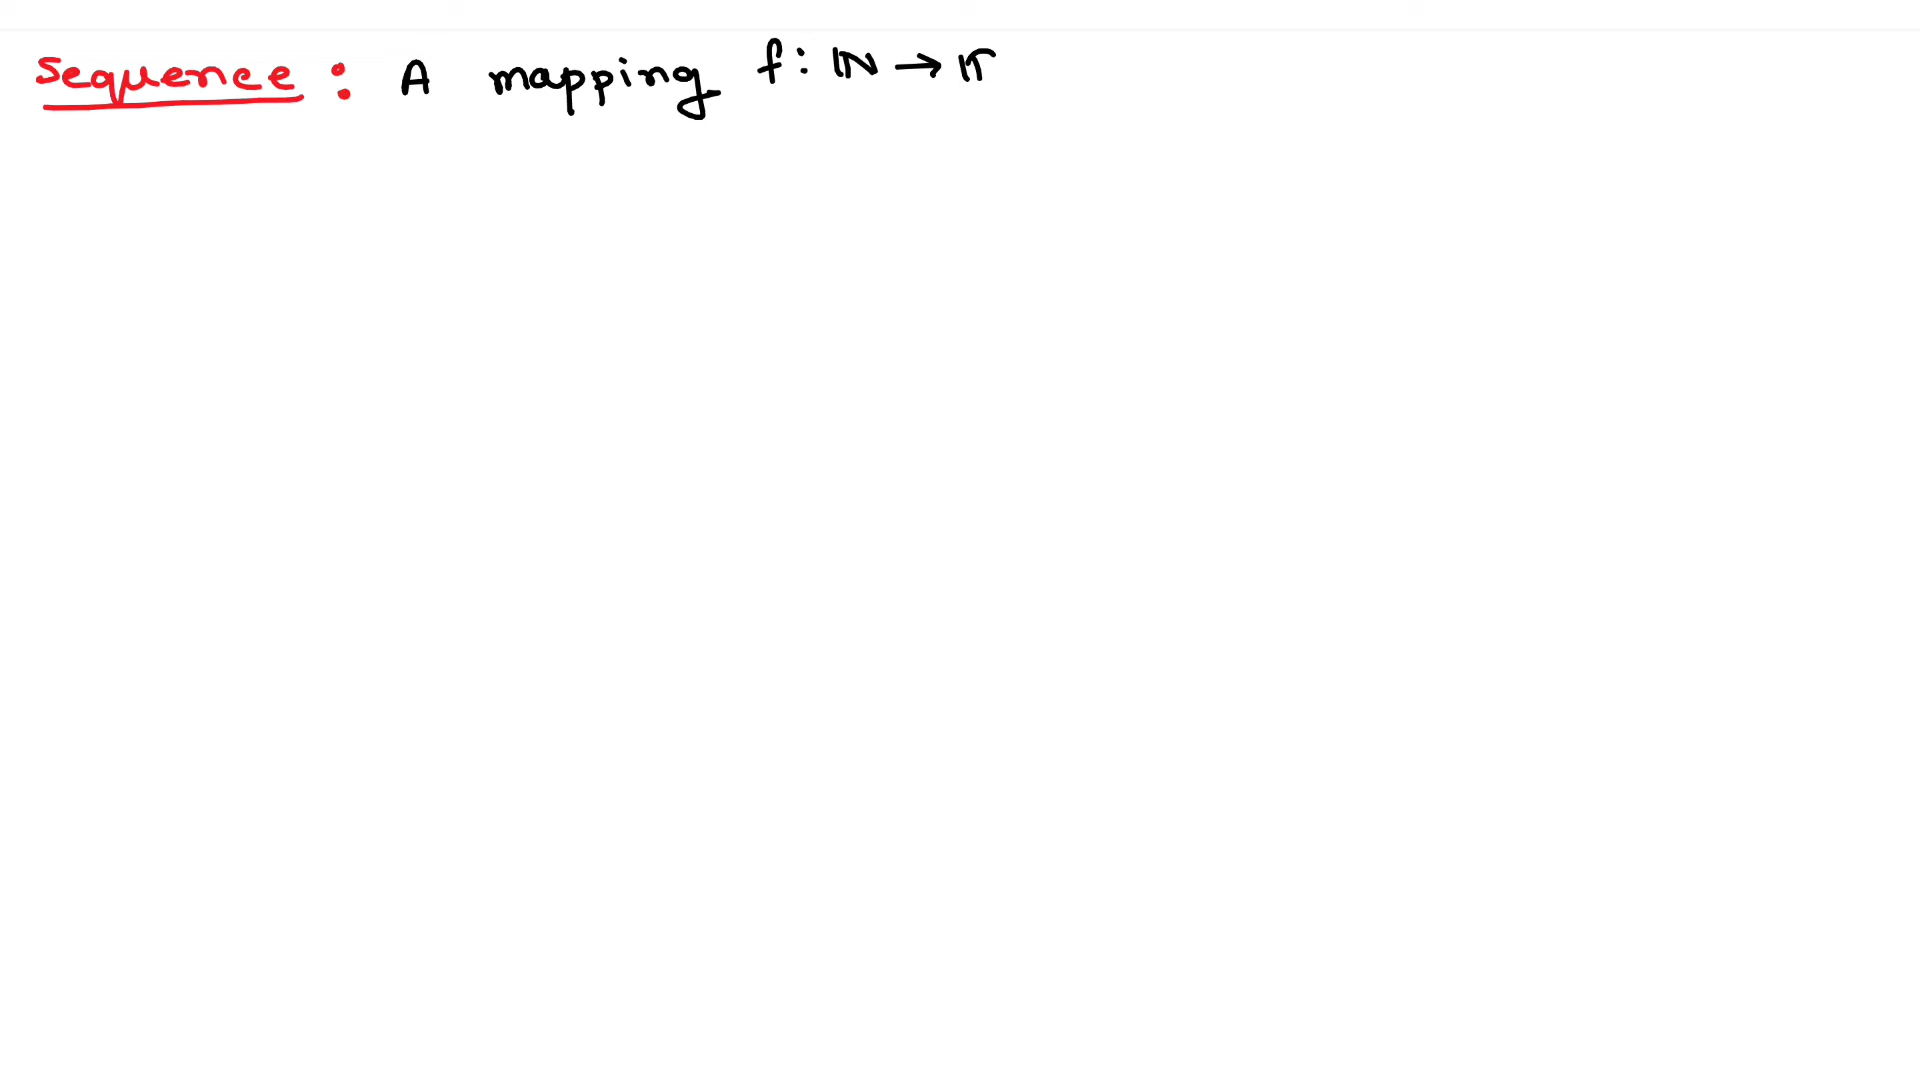 Sequence : A mapping f : ℕ →